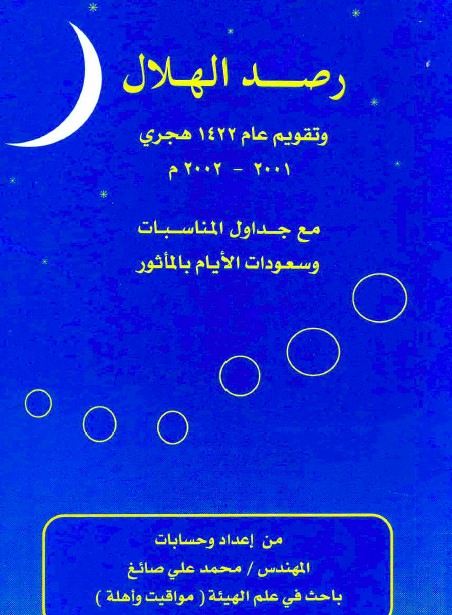 رصد الهلال
وتقويم عام ١٤٢٢ هجري
٢٠٠١ - ٢٠٠٢ م
مع جداول المناسبات
وسعودات الأيام بالمأثور
من إعداد وحسابات
المهندس / محمد علي صائغ
باحث في علم الهيئة ( مواقيت وأهلة )